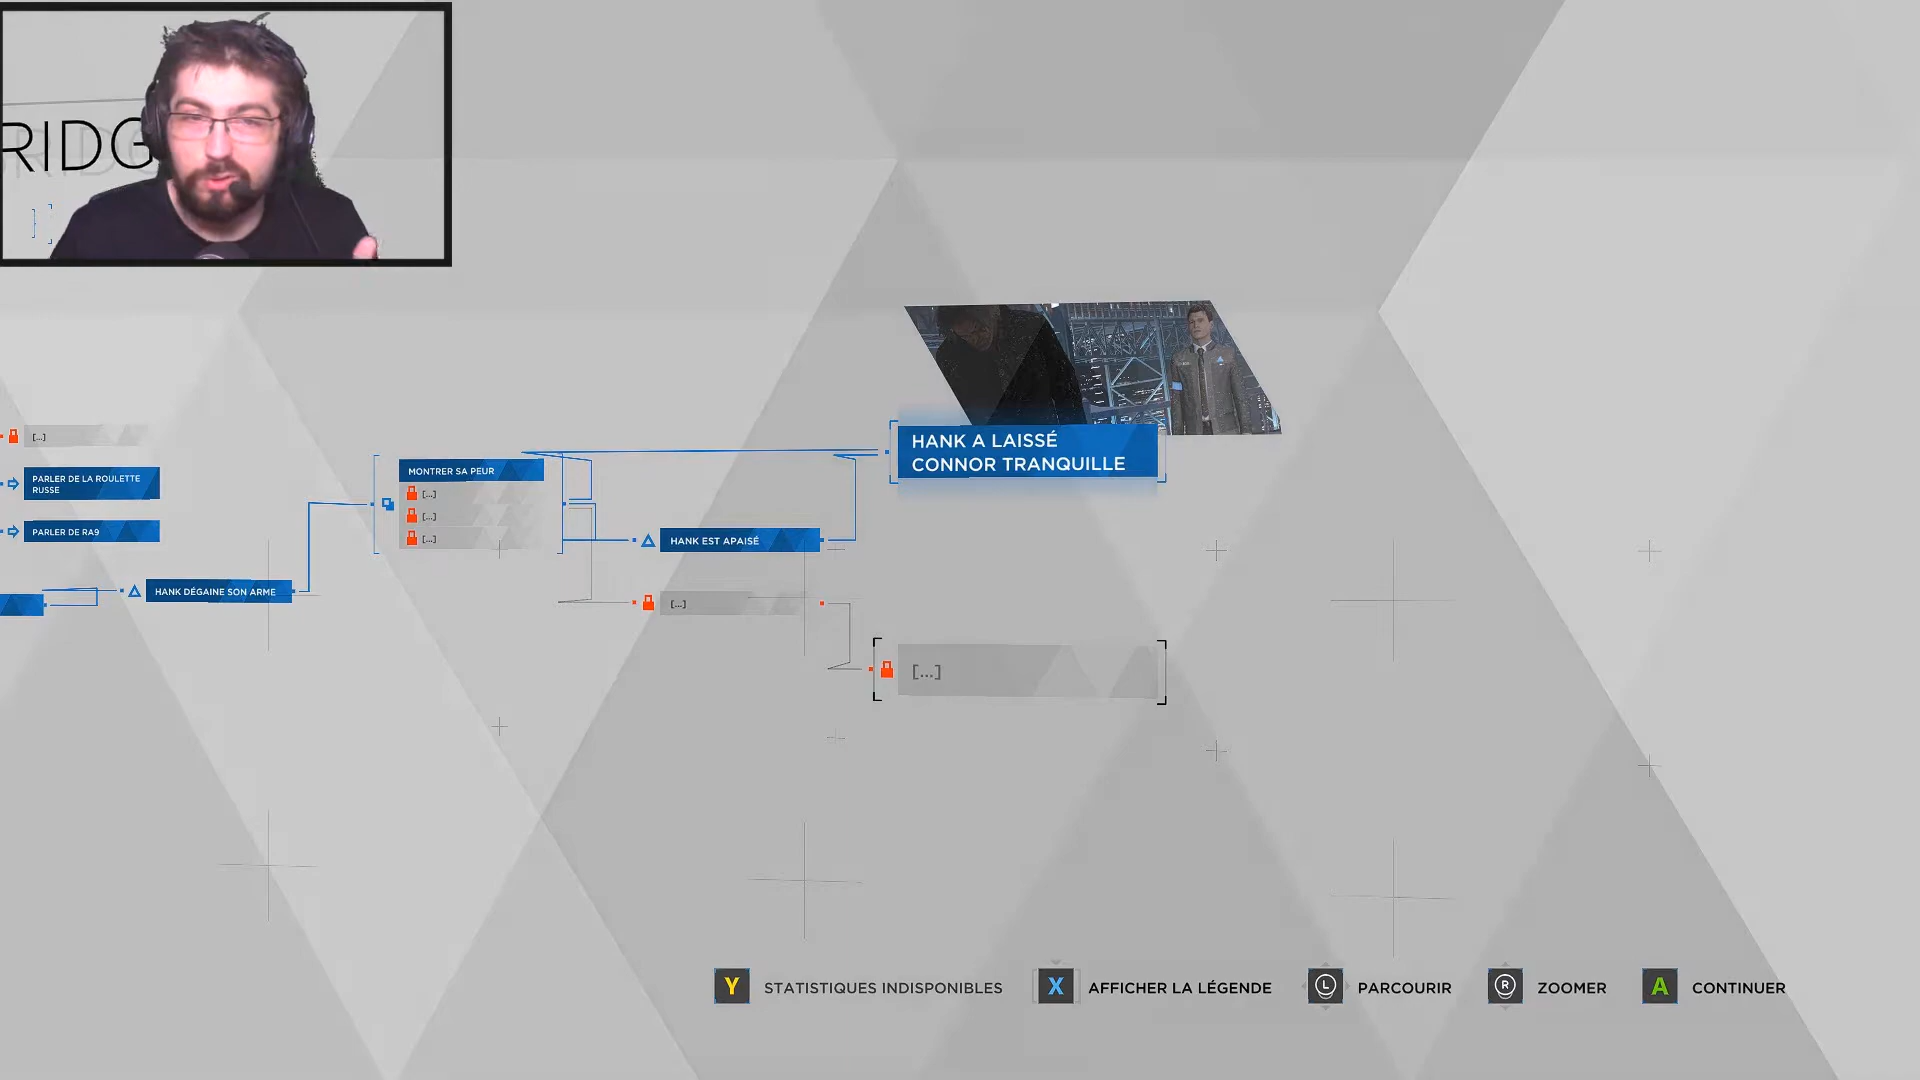 RIDG
[...]
PARLER DE LA ROULETTE
RUSSE
PARLER DE RA9
HANK DÉGAINE SON ARME
MONTRER SA PEUR
[...]
[...]
[...]
HANK EST APAISÉ
[...]
HANK A LAISSÉ
CONNOR TRANQUILLE
[...]
Y STATISTIQUES INDISPONIBLES
X AFFICHER LA LÉGENDE
L PARCOURIR
R ZOOMER
A CONTINUER